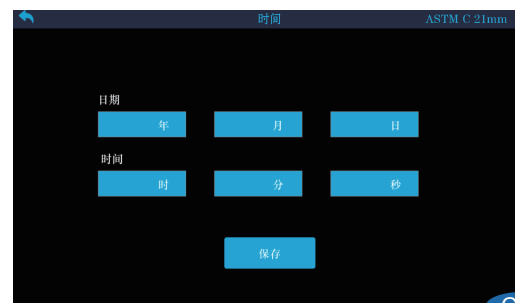 时间 ASTM C 21mm
日期
年 月 日
时间
时 分 秒
保存